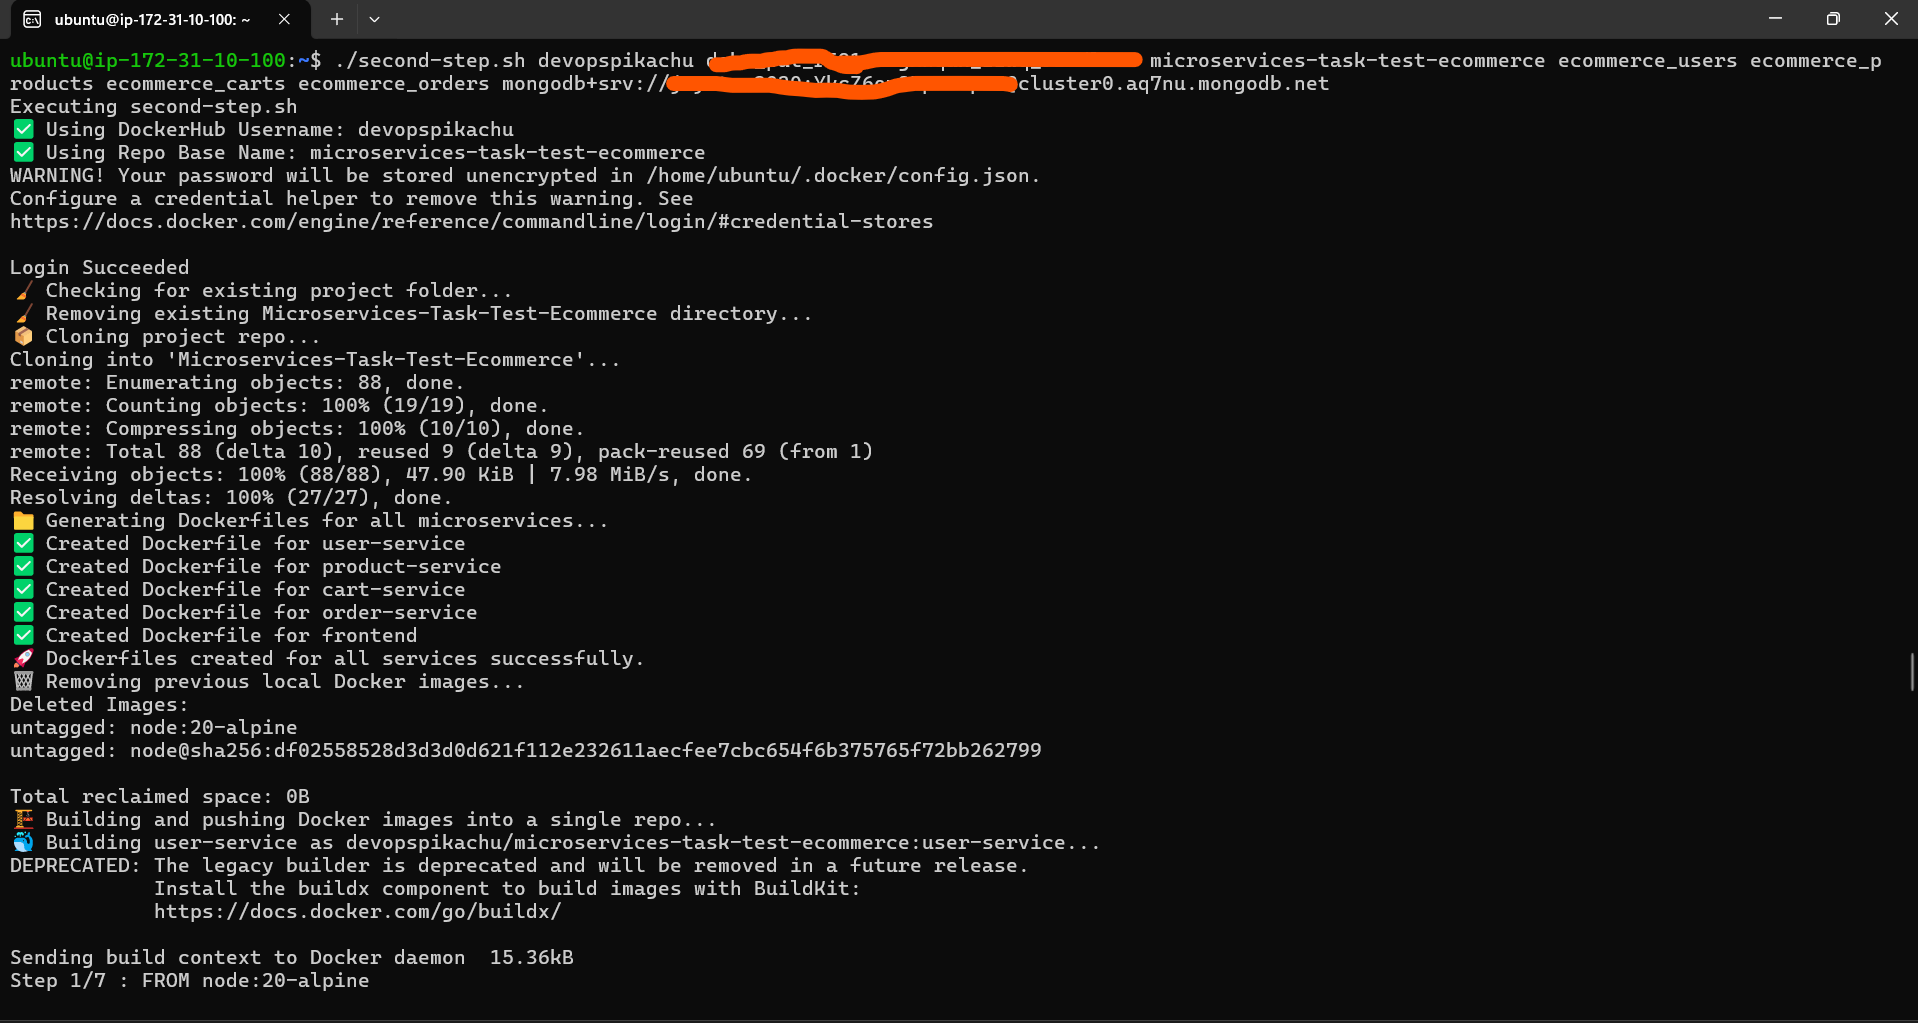 ubuntu@ip-172-31-10-100: ~
ubuntu@ip-172-31-10-100:~$ ./second-step.sh devopspikachu microservices-task-test-ecommerce ecommerce_users ecommerce_p
roducts ecommerce_carts ecommerce_orders mongodb+srv:// cluster0.aq7nu.mongodb.net
Executing second-step.sh
✅ Using DockerHub Username: devopspikachu
✅ Using Repo Base Name: microservices-task-test-ecommerce
WARNING! Your password will be stored unencrypted in /home/ubuntu/.docker/config.json.
Configure a credential helper to remove this warning. See
https://docs.docker.com/engine/reference/commandline/login/#credential-stores
Login Succeeded
🧹 Checking for existing project folder...
🧹 Removing existing Microservices-Task-Test-Ecommerce directory...
📦 Cloning project repo...
Cloning into 'Microservices-Task-Test-Ecommerce'...
remote: Enumerating objects: 88, done.
remote: Counting objects: 100% (19/19), done.
remote: Compressing objects: 100% (10/10), done.
remote: Total 88 (delta 10), reused 9 (delta 9), pack-reused 69 (from 1)
Receiving objects: 100% (88/88), 47.90 KiB | 7.98 MiB/s, done.
Resolving deltas: 100% (27/27), done.
📁 Generating Dockerfiles for all microservices...
✅ Created Dockerfile for user-service
✅ Created Dockerfile for product-service
✅ Created Dockerfile for cart-service
✅ Created Dockerfile for order-service
✅ Created Dockerfile for frontend
🚀 Dockerfiles created for all services successfully.
🗑️ Removing previous local Docker images...
Deleted Images:
untagged: node:20-alpine
untagged: node@sha256:df02558528d3d3d0d621f112e232611aecfee7cbc654f6b375765f72bb262799
Total reclaimed space: 0B
🏗️ Building and pushing Docker images into a single repo...
🐳 Building user-service as devopspikachu/microservices-task-test-ecommerce:user-service...
DEPRECATED: The legacy builder is deprecated and will be removed in a future release.
Install the buildx component to build images with BuildKit:
https://docs.docker.com/go/buildx/
Sending build context to Docker daemon  15.36kB
Step 1/7 : FROM node:20-alpine